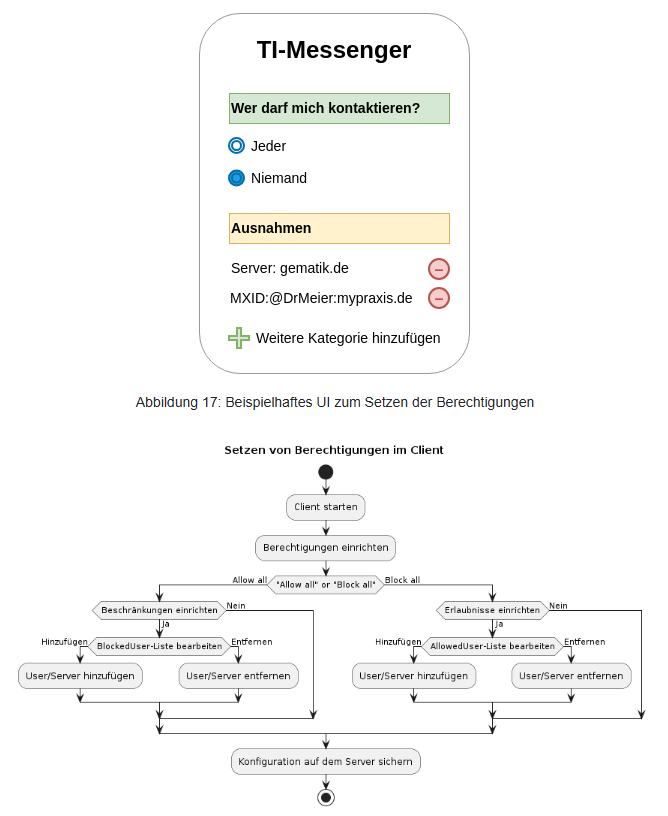 TI-Messenger
Wer darf mich kontaktieren?
Jeder
Niemand
Ausnahmen
Server: gematik.de
MXID:@DrMeier:mypraxis.de
Weitere Kategorie hinzufügen
Abbildung 17: Beispielhaftes UI zum Setzen der Berechtigungen
Setzen von Berechtigungen im Client
Client starten
Berechtigungen einrichten
Allow all
"Allow all" or "Block all"
Block all
Beschränkungen einrichten
Nein
Erlaubnisse einrichten
Nein
Ja
Ja
Hinzufügen
BlockedUser-Liste bearbeiten
Entfernen
Hinzufügen
AllowedUser-Liste bearbeiten
Entfernen
User/Server hinzufügen
User/Server entfernen
User/Server hinzufügen
User/Server entfernen
Konfiguration auf dem Server sichern